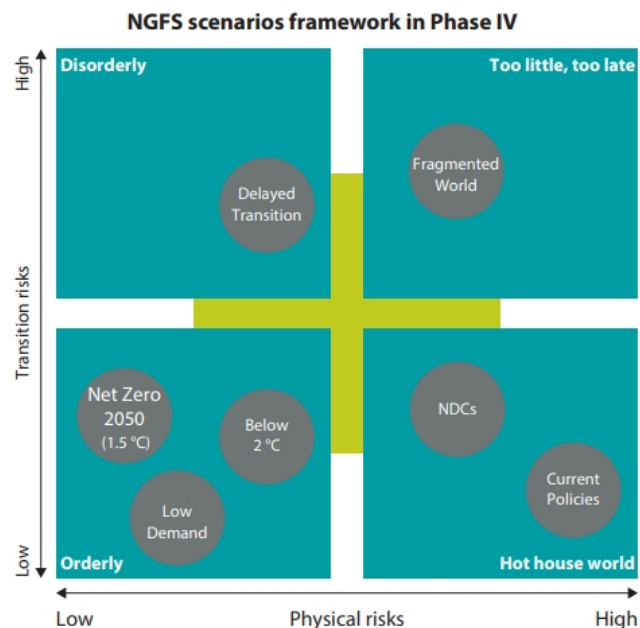 NGFS scenarios framework in Phase IV
High
Disorderly
Too little, too late
Fragmented
World
Delayed
Transition
Transition risks
Net Zero
2050
(1.5 °C)
Below
2 °C
NDCs
Low
Demand
Current
Policies
Low
Orderly
Hot house world
Low
Physical risks
High